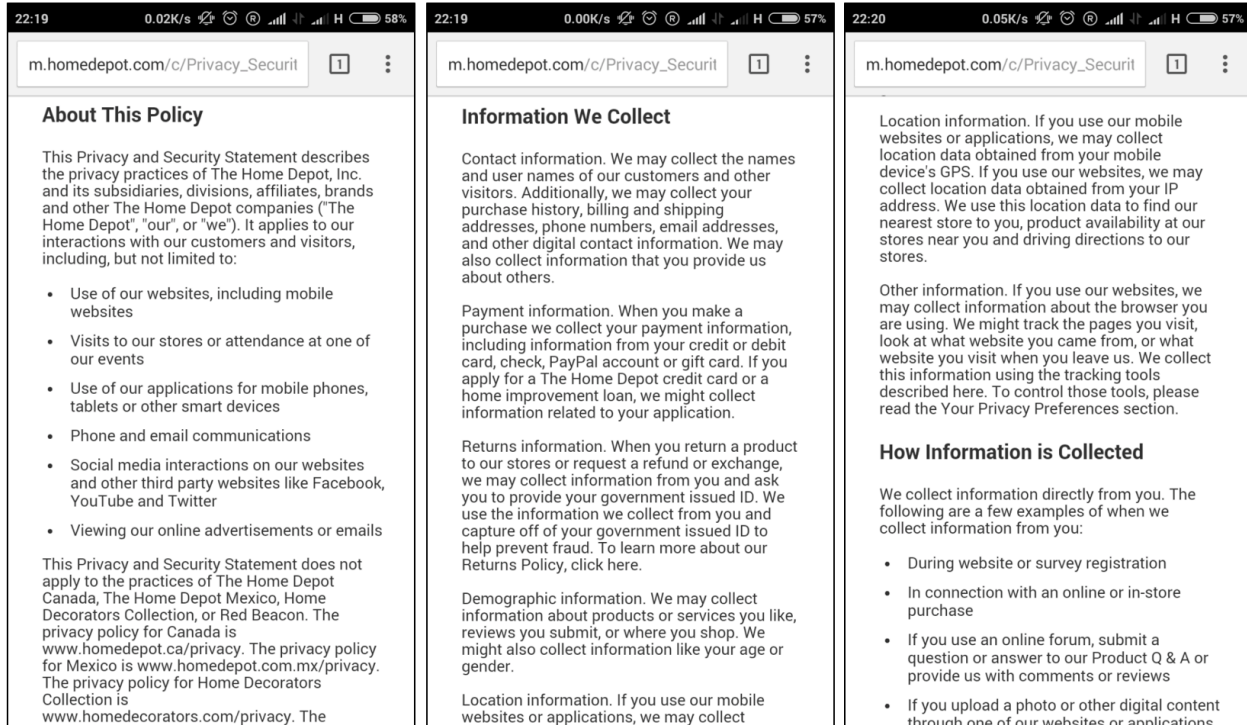 22:19 0.02K/s R H 58%
m.homedepot.com/c/Privacy_Securit 1
About This Policy
This Privacy and Security Statement describes
the privacy practices of The Home Depot, Inc.
and its subsidiaries, divisions, affiliates, brands
and other The Home Depot companies ("The
Home Depot", "our", or "we"). It applies to our
interactions with our customers and visitors,
including, but not limited to:
• Use of our websites, including mobile
websites
• Visits to our stores or attendance at one of
our events
• Use of our applications for mobile phones,
tablets or other smart devices
• Phone and email communications
• Social media interactions on our websites
and other third party websites like Facebook,
YouTube and Twitter
• Viewing our online advertisements or emails
This Privacy and Security Statement does not
apply to the practices of The Home Depot
Canada, The Home Depot Mexico, Home
Decorators Collection, or Red Beacon. The
privacy policy for Canada is
www.homedepot.ca/privacy. The privacy policy
for Mexico is www.homedepot.com.mx/privacy.
The privacy policy for Home Decorators
Collection is
www.homedecorators.com/privacy. The
22:19 0.00K/s R H 57%
m.homedepot.com/c/Privacy_Securit 1
Information We Collect
Contact information. We may collect the names
and user names of our customers and other
visitors. Additionally, we may collect your
purchase history, billing and shipping
addresses, phone numbers, email addresses,
and other digital contact information. We may
also collect information that you provide us
about others.
Payment information. When you make a
purchase we collect your payment information,
including information from your credit or debit
card, check, PayPal account or gift card. If you
apply for a The Home Depot credit card or a
home improvement loan, we might collect
information related to your application.
Returns information. When you return a product
to our stores or request a refund or exchange,
we may collect information from you and ask
you to provide your government issued ID. We
use the information we collect from you and
capture off of your government issued ID to
help prevent fraud. To learn more about our
Returns Policy, click here.
Demographic information. We may collect
information about products or services you like,
reviews you submit, or where you shop. We
might also collect information like your age or
gender.
Location information. If you use our mobile
websites or applications, we may collect
22:20 0.05K/s R H 57%
m.homedepot.com/c/Privacy_Securit 1
Location information. If you use our mobile
websites or applications, we may collect
location data obtained from your mobile
device's GPS. If you use our websites, we may
collect location data obtained from your IP
address. We use this location data to find our
nearest store to you, product availability at our
stores near you and driving directions to our
stores.
Other information. If you use our websites, we
may collect information about the browser you
are using. We might track the pages you visit,
look at what website you came from, or what
website you visit when you leave us. We collect
this information using the tracking tools
described here. To control those tools, please
read the Your Privacy Preferences section.
How Information is Collected
We collect information directly from you. The
following are a few examples of when we
collect information from you:
• During website or survey registration
• In connection with an online or in-store
purchase
• If you use an online forum, submit a
question or answer to our Product Q & A or
provide us with comments or reviews
• If you upload a photo or other digital content
through one of our websites or applications